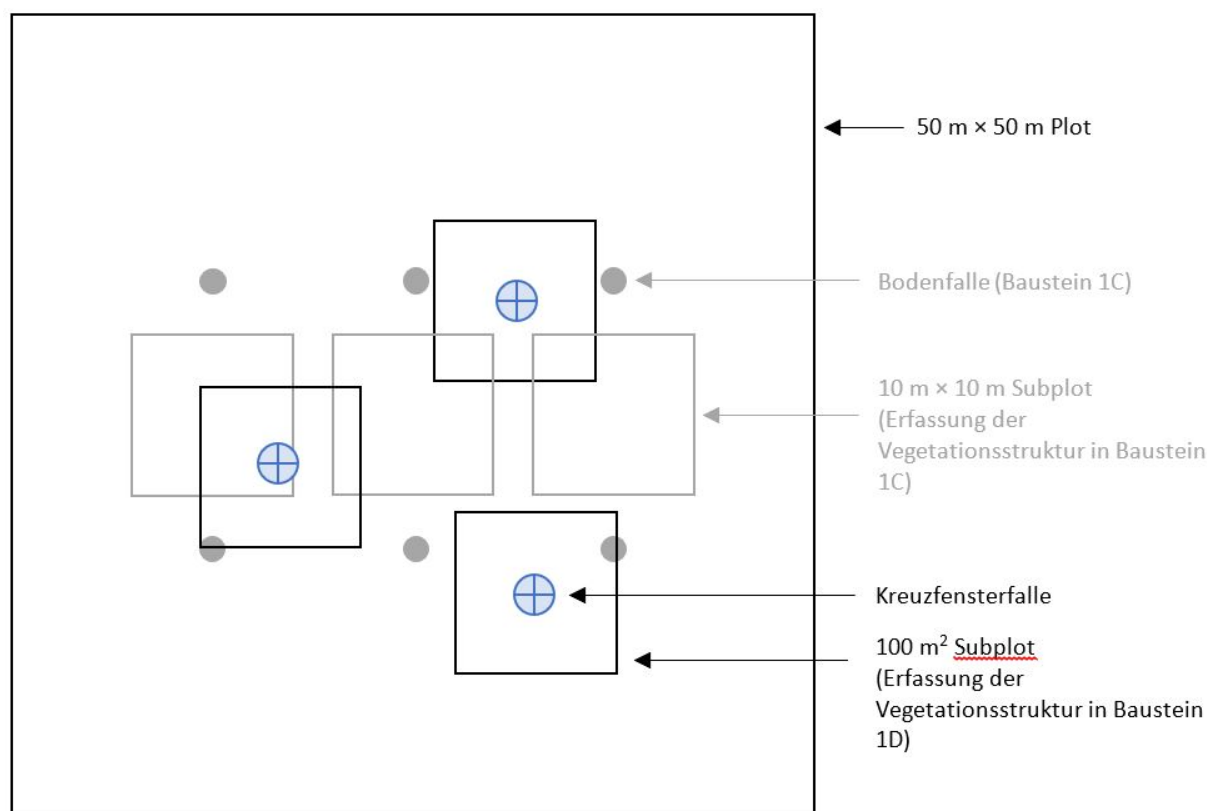 50 m × 50 m Plot
Bodenfalle (Baustein 1C)
10 m × 10 m Subplot
(Erfassung der
Vegetationsstruktur in Baustein
1C)
Kreuzfensterfalle
100 m² Subplot
(Erfassung der
Vegetationsstruktur in Baustein
1D)